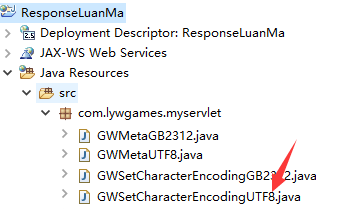 ResponseLuanMa
Deployment Descriptor: ResponseLuanMa
JAX-WS Web Services
Java Resources
src
com.lywgames.myservlet
GWMetaGB2312.java
GWMetaUTF8.java
GWSetCharacterEncodingGB2312.java
GWSetCharacterEncodingUTF8.java